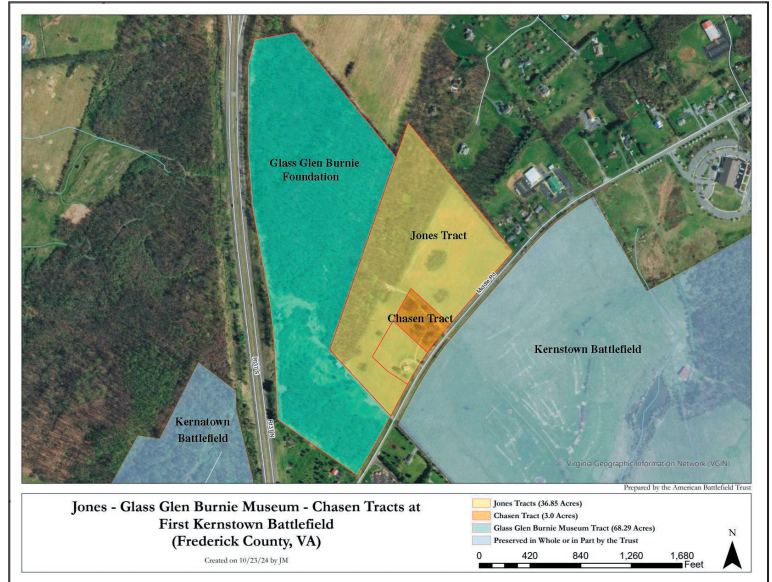 Glass Glen Burnie
Foundation
Jones Tract
Middle Rd
Chasen Tract
Kernstown Battlefield
Kernatown
Battlefield
Virginia Geographic Information Network (VGIN)
Prepared by the American Battlefield Trust
Jones - Glass Glen Burnie Museum - Chasen Tracts at
First Kernstown Battlefield
(Frederick County, VA)
Created on 10/23/24 by JM
Jones Tracts (36.85 Acres)
Chasen Tract (3.0 Acres)
Glass Glen Burnie Museum Tract (68.29 Acres)
Preserved in Whole or in Part by the Trust
0 420 840 1,260 1,680
Feet
N